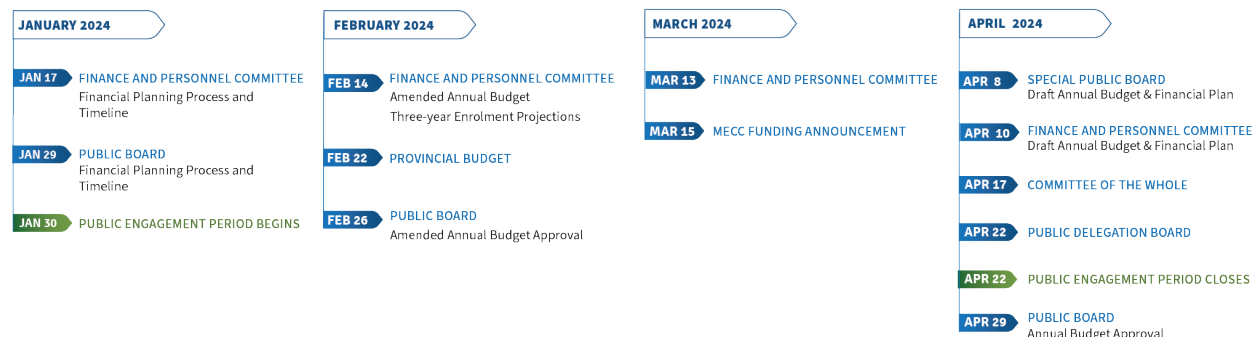 JANUARY 2024
JAN 17
FINANCE AND PERSONNEL COMMITTEE
Financial Planning Process and
Timeline
JAN 29
PUBLIC BOARD
Financial Planning Process and
Timeline
JAN 30
PUBLIC ENGAGEMENT PERIOD BEGINS
FEBRUARY 2024
FEB 14
FINANCE AND PERSONNEL COMMITTEE
Amended Annual Budget
Three-year Enrolment Projections
FEB 22
PROVINCIAL BUDGET
FEB 26
PUBLIC BOARD
Amended Annual Budget Approval
MARCH 2024
MAR 13
FINANCE AND PERSONNEL COMMITTEE
MAR 15
MECC FUNDING ANNOUNCEMENT
APRIL 2024
APR 8
SPECIAL PUBLIC BOARD
Draft Annual Budget & Financial Plan
APR 10
FINANCE AND PERSONNEL COMMITTEE
Draft Annual Budget & Financial Plan
APR 17
COMMITTEE OF THE WHOLE
APR 22
PUBLIC DELEGATION BOARD
APR 22
PUBLIC ENGAGEMENT PERIOD CLOSES
APR 29
PUBLIC BOARD
Annual Budget Approval